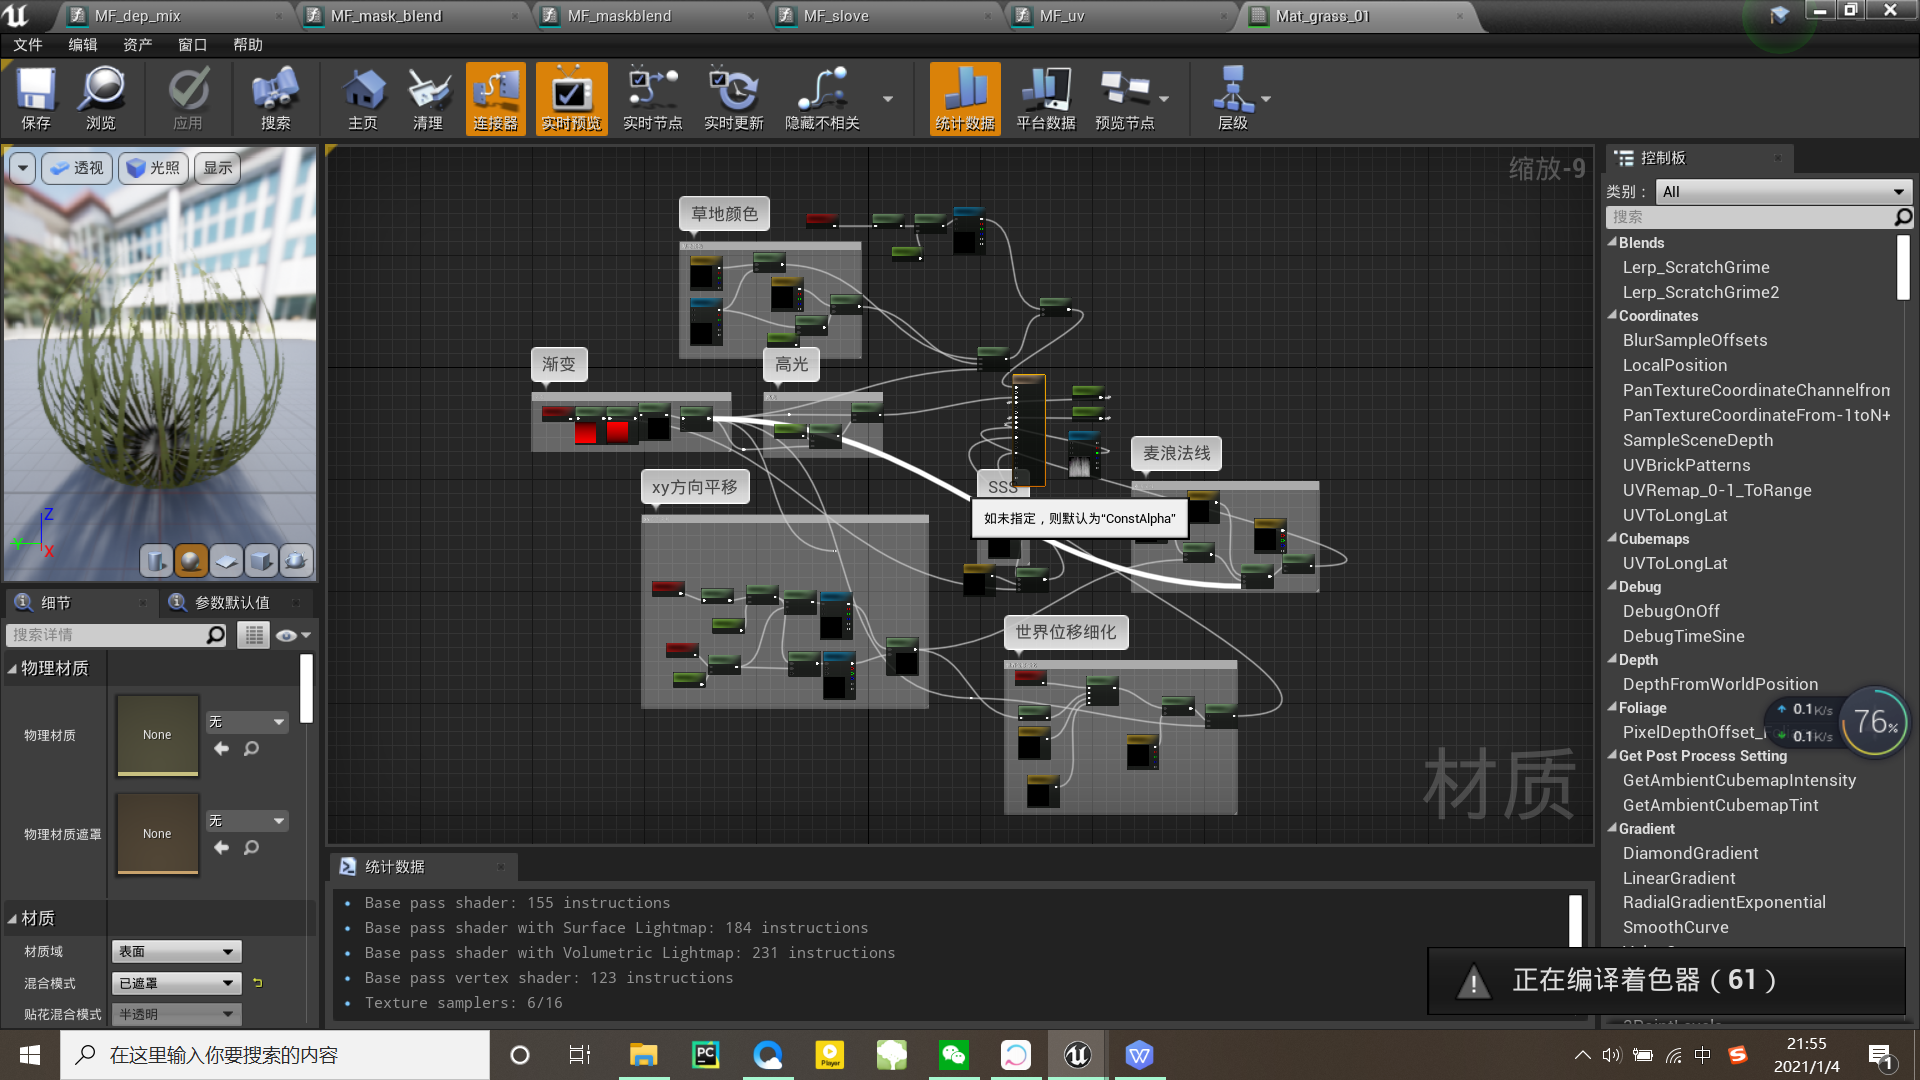 MF_dep_mix
MF_mask_blend
MF_maskblend
MF_slove
MF_uv
Mat_grass_01
文件 编辑 资产 窗口 帮助
保存
浏览
应用
搜索
主页
清理
连接器
实时预览
实时节点
实时更新
隐藏不相关
统计数据
平台数据
预览节点
层级
透视
光照
显示
缩放-9
草地颜色
渐变
高光
xy方向平移
SSS
麦浪法线
如未指定，则默认为“ConstAlpha”
世界位移细化
材质
Z
Y
X
细节
参数默认值
搜索详情
物理材质
物理材质
None
无
物理材质遮罩
None
无
材质
材质域
表面
混合模式
已遮罩
贴花混合模式
半透明
统计数据
Base pass shader: 155 instructions
Base pass shader with Surface Lightmap: 184 instructions
Base pass shader with Volumetric Lightmap: 231 instructions
Base pass vertex shader: 123 instructions
Texture samplers: 6/16
控制板
类别：
All
搜索
Blends
Lerp_ScratchGrime
Lerp_ScratchGrime2
Coordinates
BlurSampleOffsets
LocalPosition
PanTextureCoordinateChannelfron
PanTextureCoordinateFrom-1toN+
SampleSceneDepth
UVBrickPatterns
UVRemap_0-1_ToRange
UVToLongLat
Cubemaps
UVToLongLat
Debug
DebugOnOff
DebugTimeSine
Depth
DepthFromWorldPosition
Foliage
PixelDepthOffset_
Get Post Process Setting
GetAmbientCubemapIntensity
GetAmbientCubemapTint
Gradient
DiamondGradient
LinearGradient
RadialGradientExponential
SmoothCurve
0.1K/s
0.1K/s
76%
正在编译着色器（61）
在这里输入你要搜索的内容
PC
Player
中
21:55
2021/1/4
1